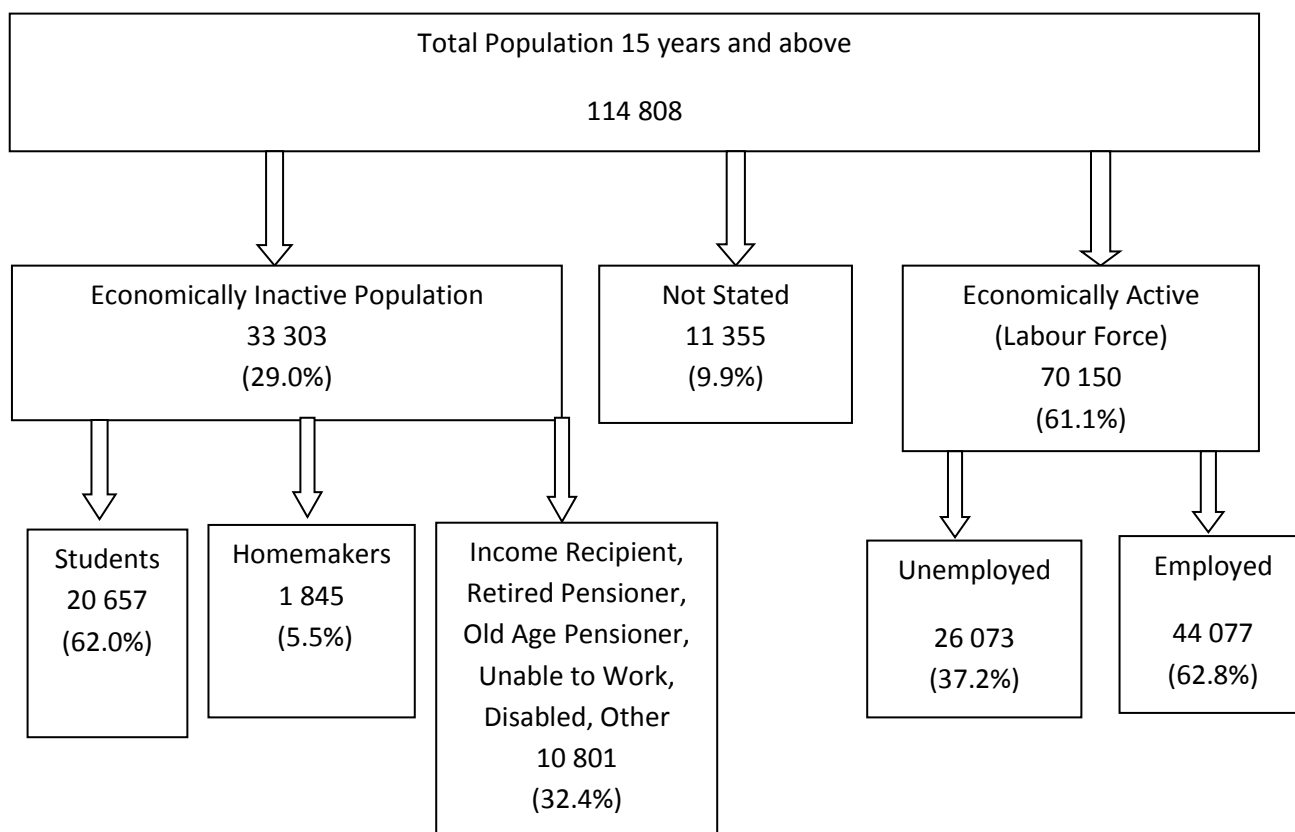 Total Population 15 years and above
114 808
Economically Inactive Population
33 303
(29.0%)
Not Stated
11 355
(9.9%)
Economically Active
(Labour Force)
70 150
(61.1%)
Students
20 657
(62.0%)
Homemakers
1 845
(5.5%)
Income Recipient,
Retired Pensioner,
Old Age Pensioner,
Unable to Work,
Disabled, Other
10 801
(32.4%)
Unemployed
26 073
(37.2%)
Employed
44 077
(62.8%)